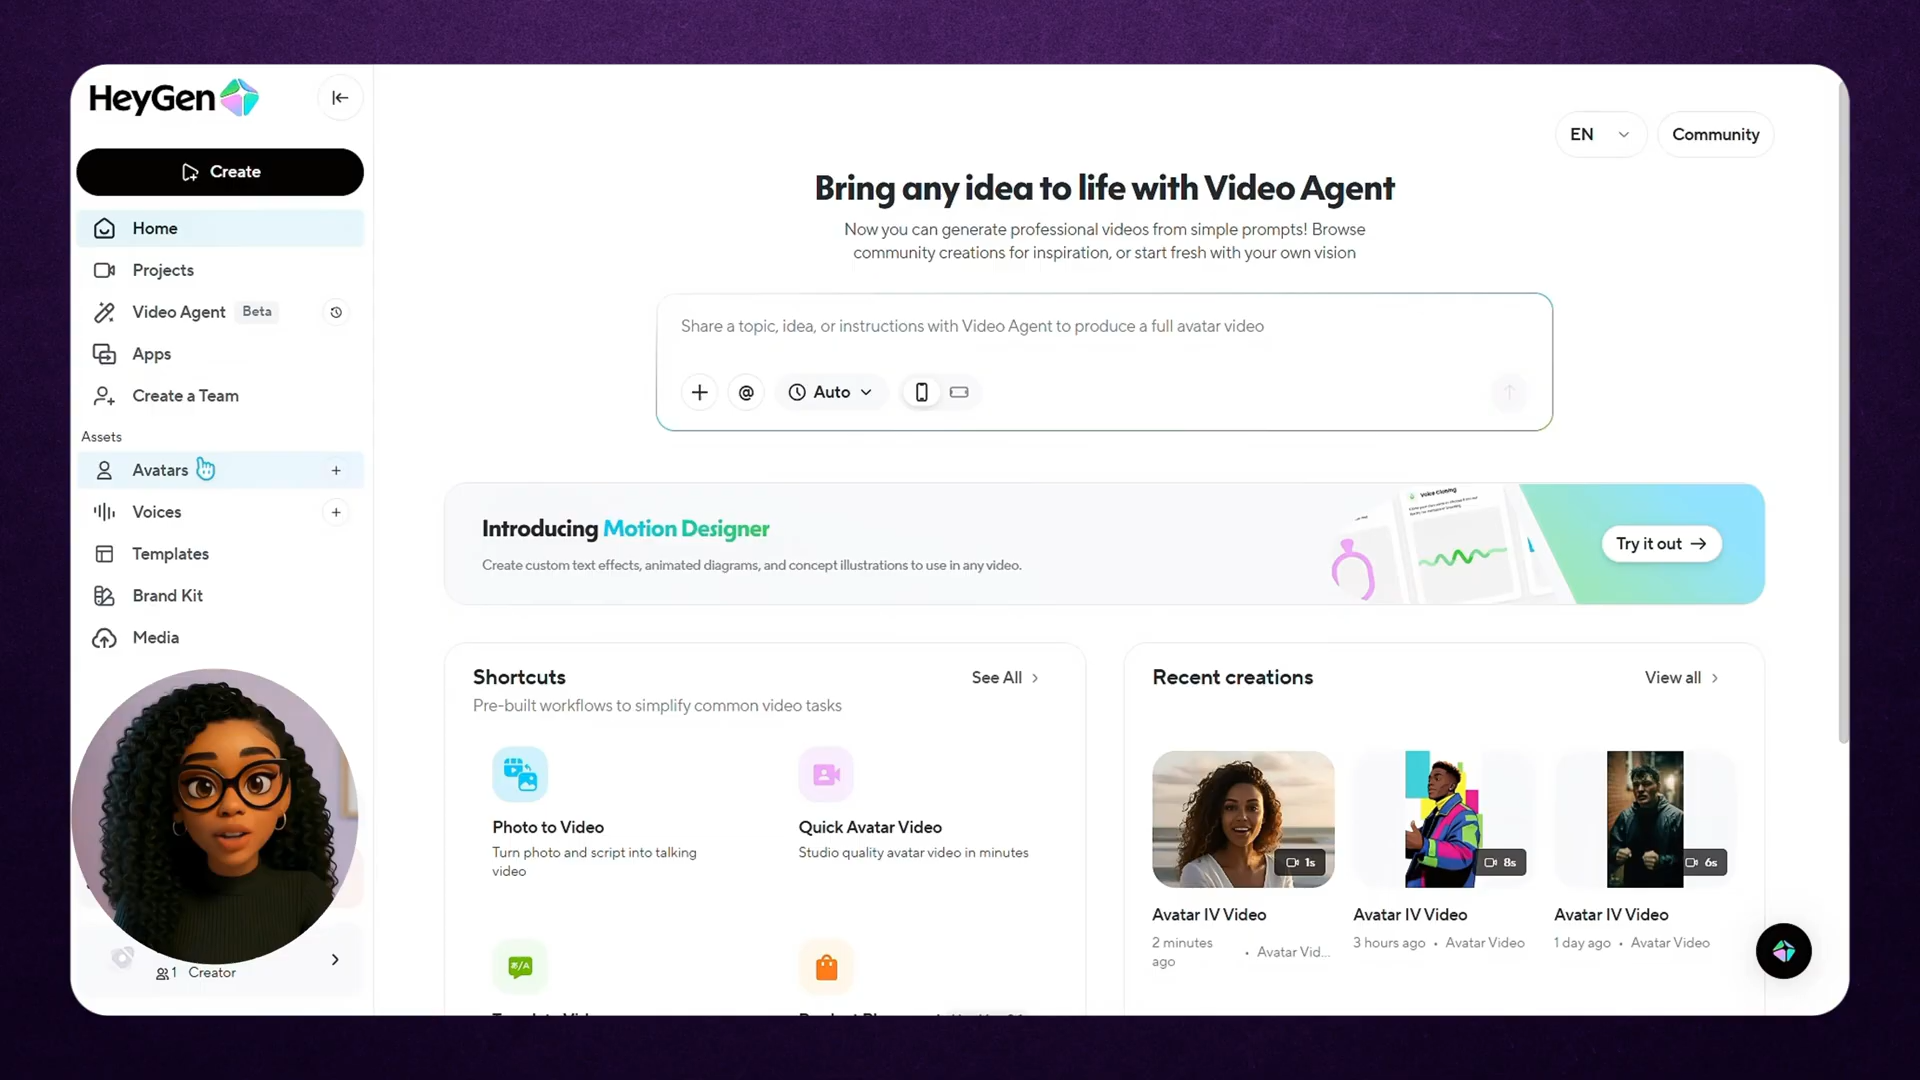 HeyGen
Create
Home
Projects
Video Agent Beta
Apps
Create a Team
Assets
Avatars
Voices
Templates
Brand Kit
Media
1 Creator
EN
Community
Bring any idea to life with Video Agent
Now you can generate professional videos from simple prompts! Browse
community creations for inspiration, or start fresh with your own vision
Share a topic, idea, or instructions with Video Agent to produce a full avatar video
Auto
Introducing Motion Designer
Create custom text effects, animated diagrams, and concept illustrations to use in any video.
Voice Cloning
Try it out
Shortcuts
See All
Pre-built workflows to simplify common video tasks
Photo to Video
Turn photo and script into talking
video
Quick Avatar Video
Studio quality avatar video in minutes
Recent creations
View all
1s
8s
6s
Avatar IV Video
2 minutes
ago
• Avatar Vid...
Avatar IV Video
3 hours ago • Avatar Video
Avatar IV Video
1 day ago • Avatar Video